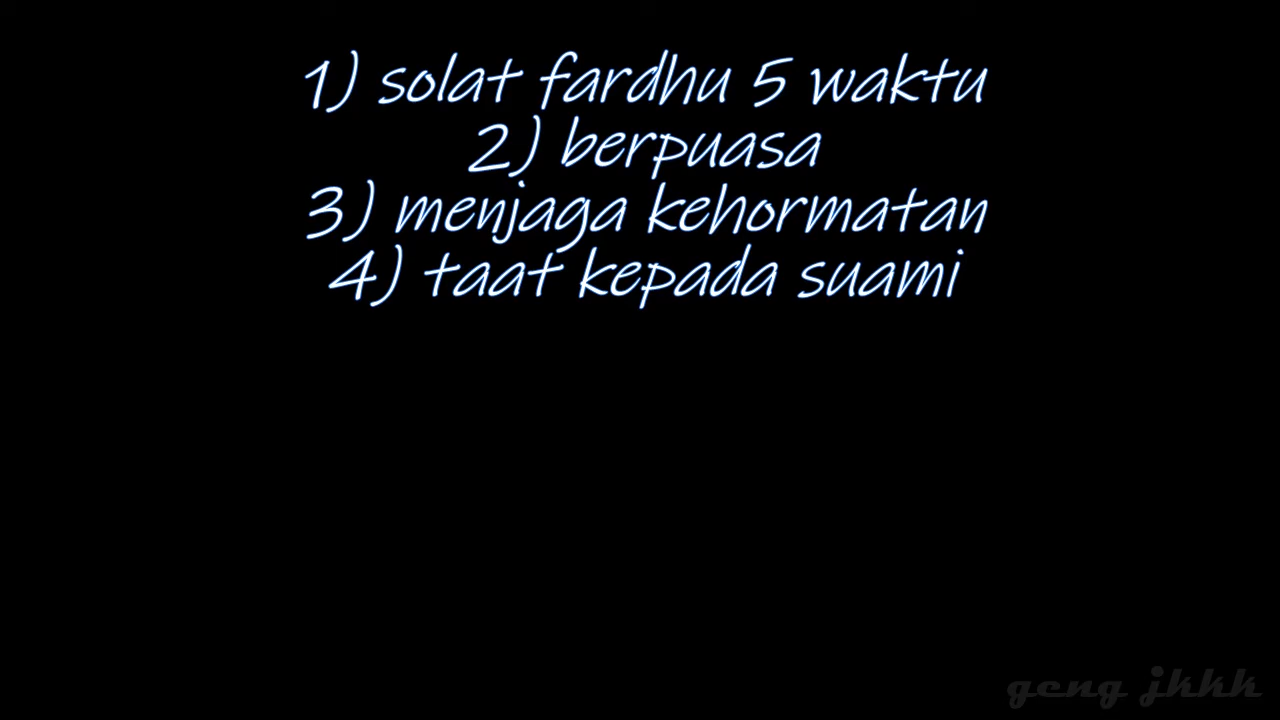 1) solat fardhu 5 waktu
2) berpuasa
3) menjaga kehormatan
4) taat kepada suami
geng jkkk